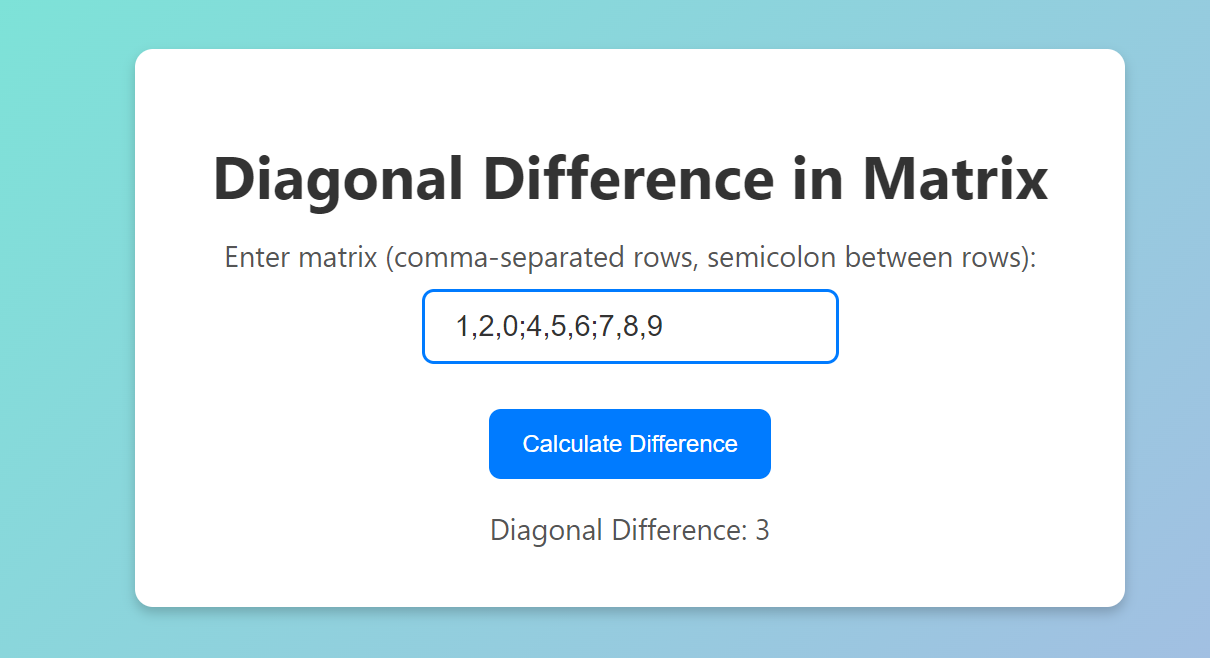 Diagonal Difference in Matrix
Enter matrix (comma-separated rows, semicolon between rows):
1,2,0;4,5,6;7,8,9
Calculate Difference
Diagonal Difference: 3